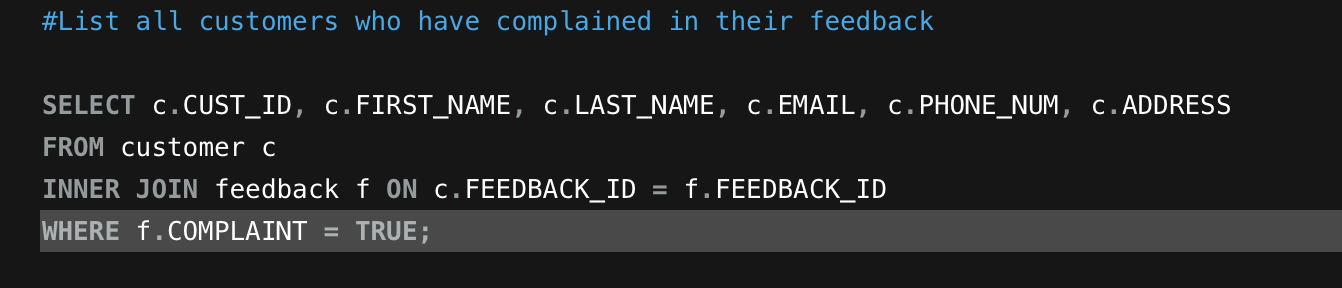 #List all customers who have complained in their feedback
SELECT c.CUST_ID, c.FIRST_NAME, c.LAST_NAME, c.EMAIL, c.PHONE_NUM, c.ADDRESS
FROM customer c
INNER JOIN feedback f ON c.FEEDBACK_ID = f.FEEDBACK_ID
WHERE f.COMPLAINT = TRUE;